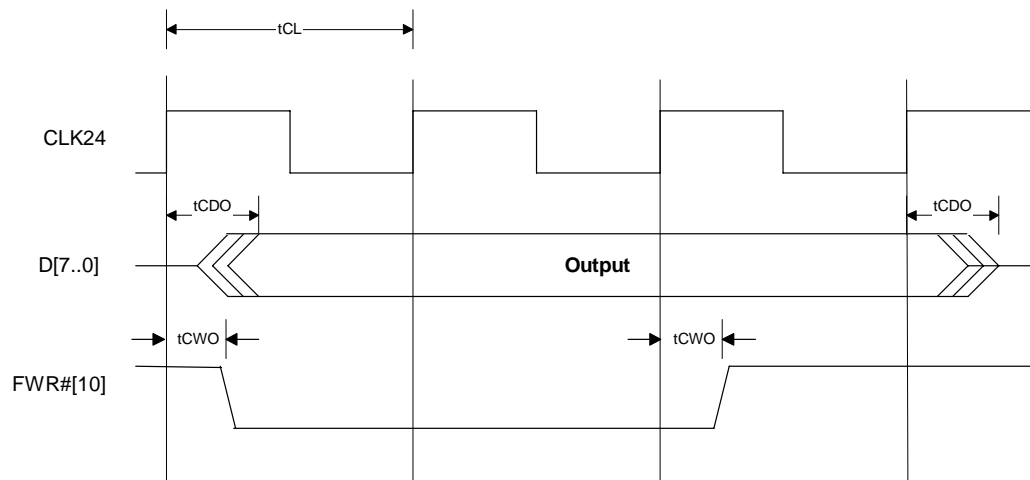 tCL
CLK24
tCDO
tCDO
D[7..0]
Output
tCWO
tCWO
FWR#[10]